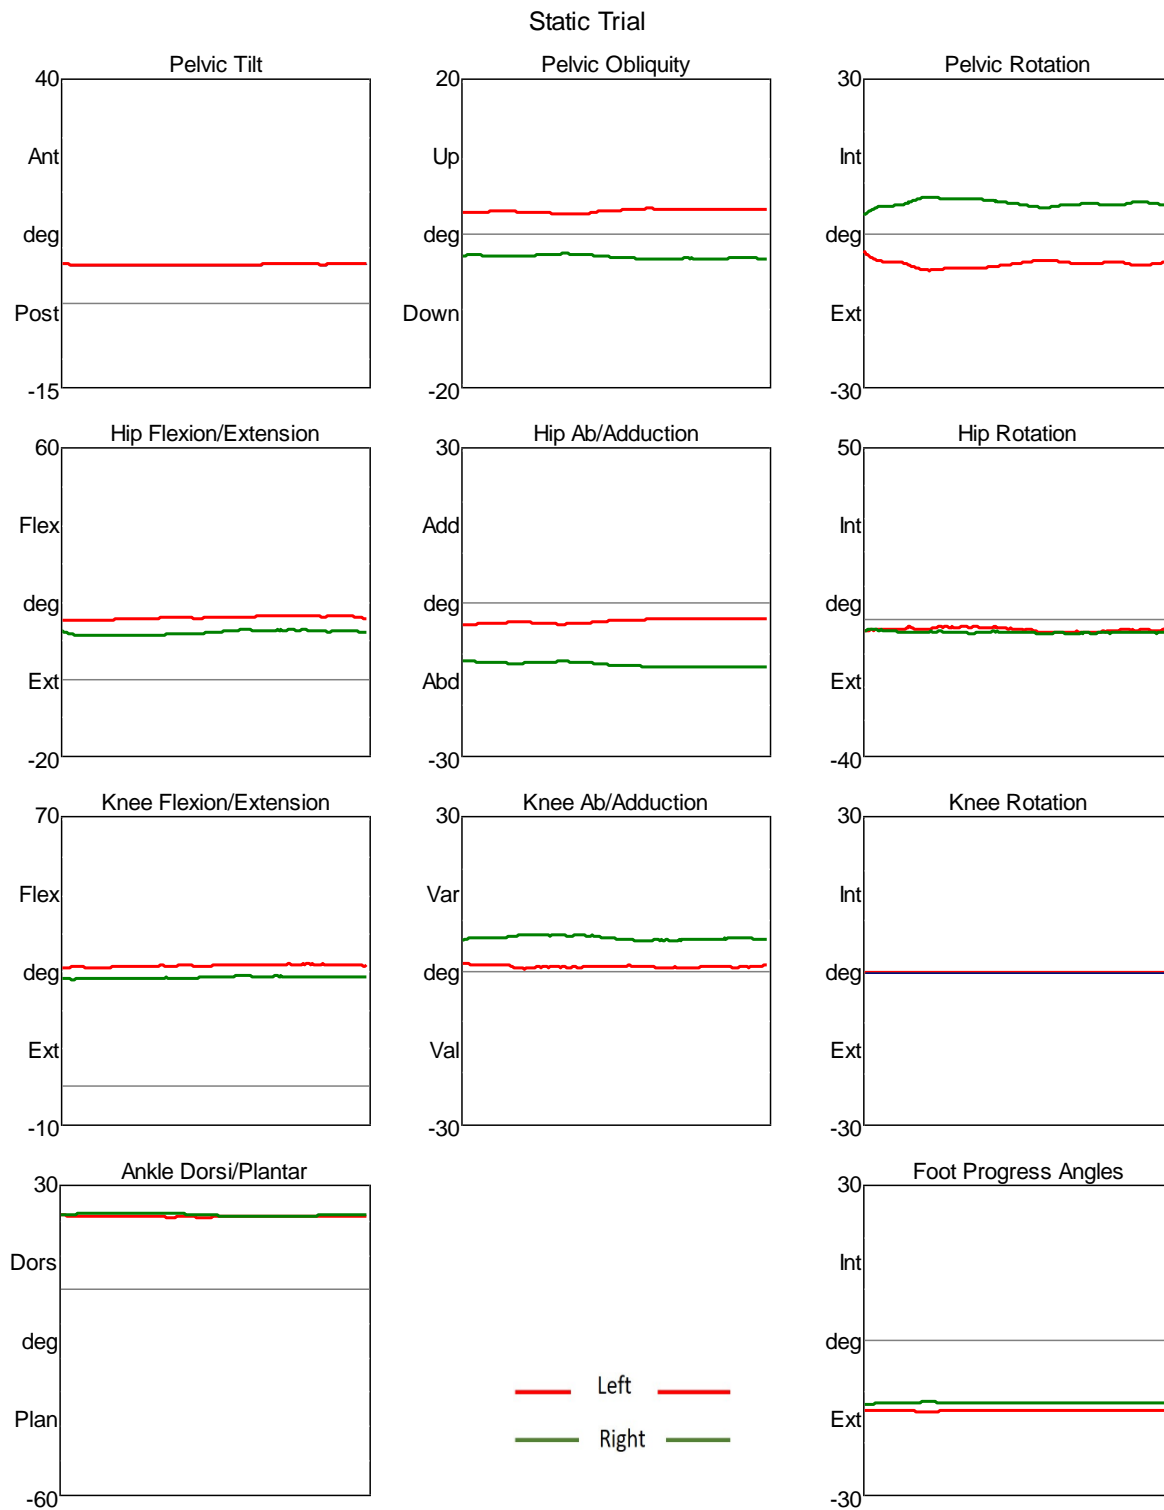 Static Trial
Pelvic Tilt
40
Ant
deg
Post
-15
Pelvic Obliquity
20
Up
deg
Down
-20
Pelvic Rotation
30
Int
deg
Ext
-30
Hip Flexion/Extension
60
Flex
deg
Ext
-20
Hip Ab/Adduction
30
Add
deg
Abd
-30
Hip Rotation
50
Int
deg
Ext
-40
Knee Flexion/Extension
70
Flex
deg
Ext
-10
Knee Ab/Adduction
30
Var
deg
Val
-30
Knee Rotation
30
Int
deg
Ext
-30
Ankle Dorsi/Plantar
30
Dors
deg
Plan
-60
Left
Right
Foot Progress Angles
30
Int
deg
Ext
-30